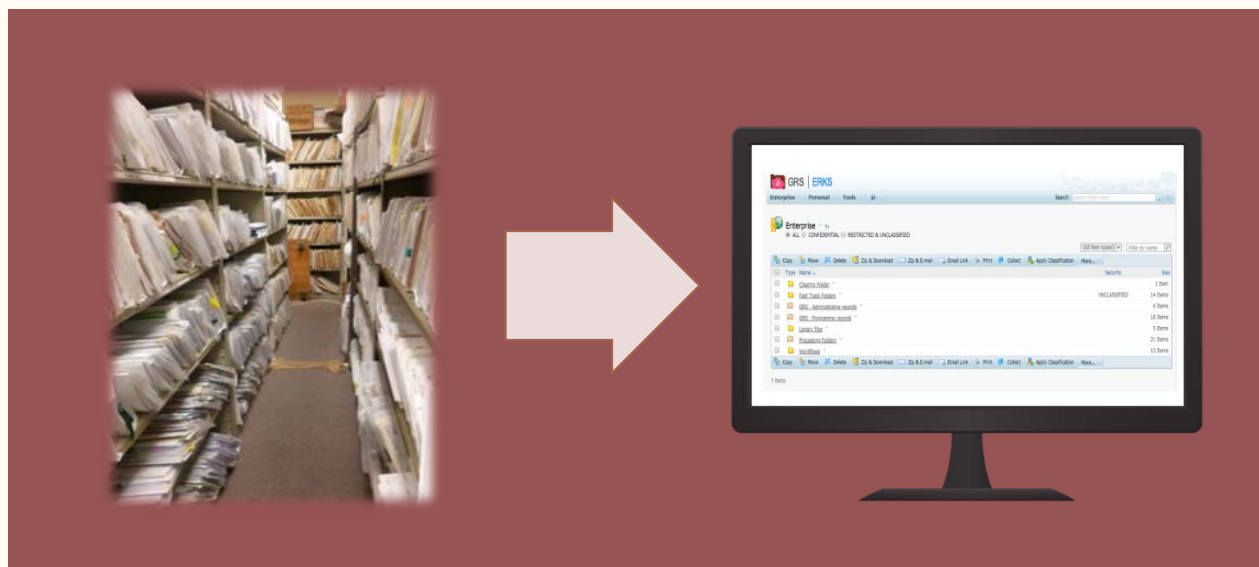 GRS | ERKS
Enterprise Personal Tools
Search
Enterprise
ALL CONFIDENTIAL RESTRICTED & UNCLASSIFIED
Filter by name
Copy Move Delete Zip & Download Zip & E-mail Email Link Print Collect Apply Classification More...
Type Name Security Size
Clearing Folder 1 Item
Fast Track Folders UNCLASSIFIED 14 Items
GRS - Administrative records 6 Items
GRS - Programme records 18 Items
Legacy files 5 Items
Processing Folders 21 Items
Workflows 13 Items
Copy Move Delete Zip & Download Zip & E-mail Email Link Print Collect Apply Classification More...
7 items